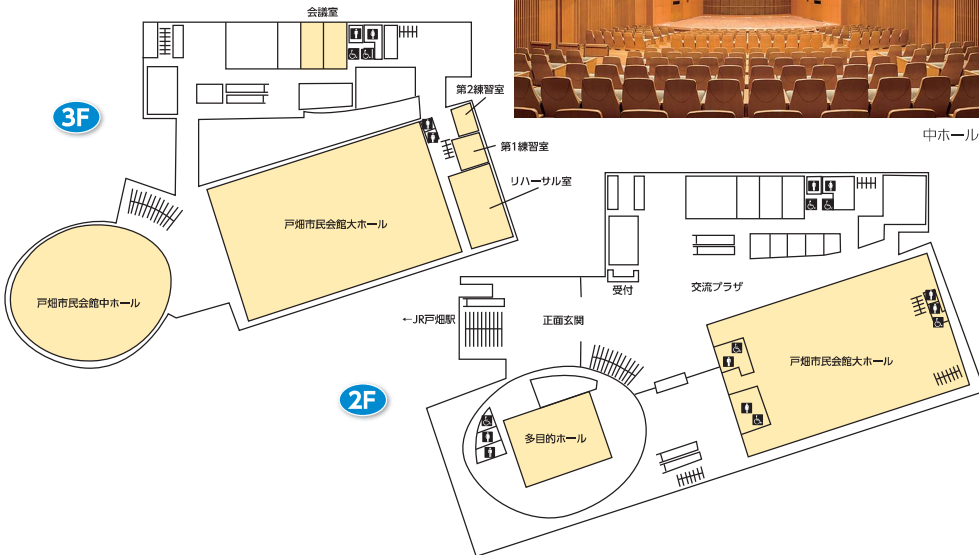 会議室
3F
第2練習室
第1練習室
リハーサル室
戸畑市民会館大ホール
戸畑市民会館中ホール
中ホール
受付
交流プラザ
←JR戸畑駅
正面玄関
戸畑市民会館大ホール
2F
多目的ホール